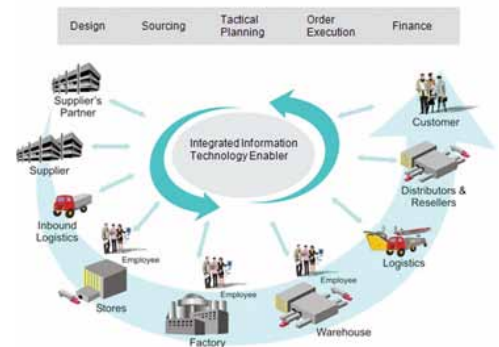 Design
Sourcing
Tactical
Planning
Order
Execution
Finance
Supplier's
Partner
Customer
Integrated Information
Technology Enabler
Supplier
Distributors &
Resellers
Inbound
Logistics
Employee
Employee
Employee
Logistics
Stores
Factory
Warehouse